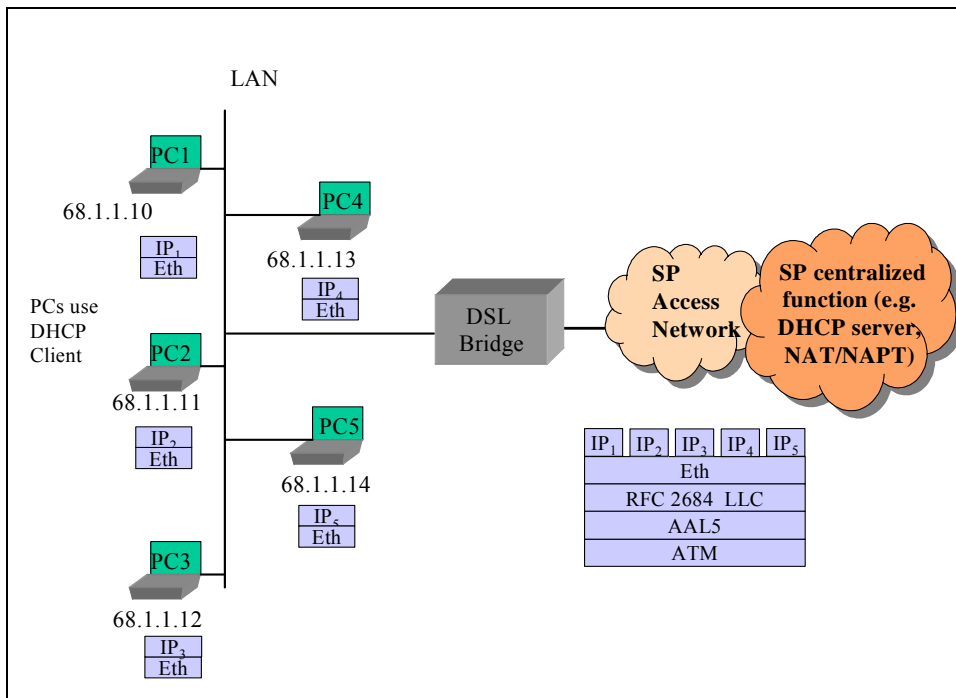 LAN
PC1
68.1.1.10
IP1
Eth
PC4
68.1.1.13
IP4
Eth
PCs use
DHCP
Client
PC2
68.1.1.11
IP2
Eth
PC5
68.1.1.14
IP5
Eth
PC3
68.1.1.12
IP3
Eth
DSL
Bridge
SP
Access
Network
SP centralized
function (e.g.
DHCP server,
NAT/NAPT)
IP1 IP2 IP3 IP4 IP5
Eth
RFC 2684 LLC
AAL5
ATM